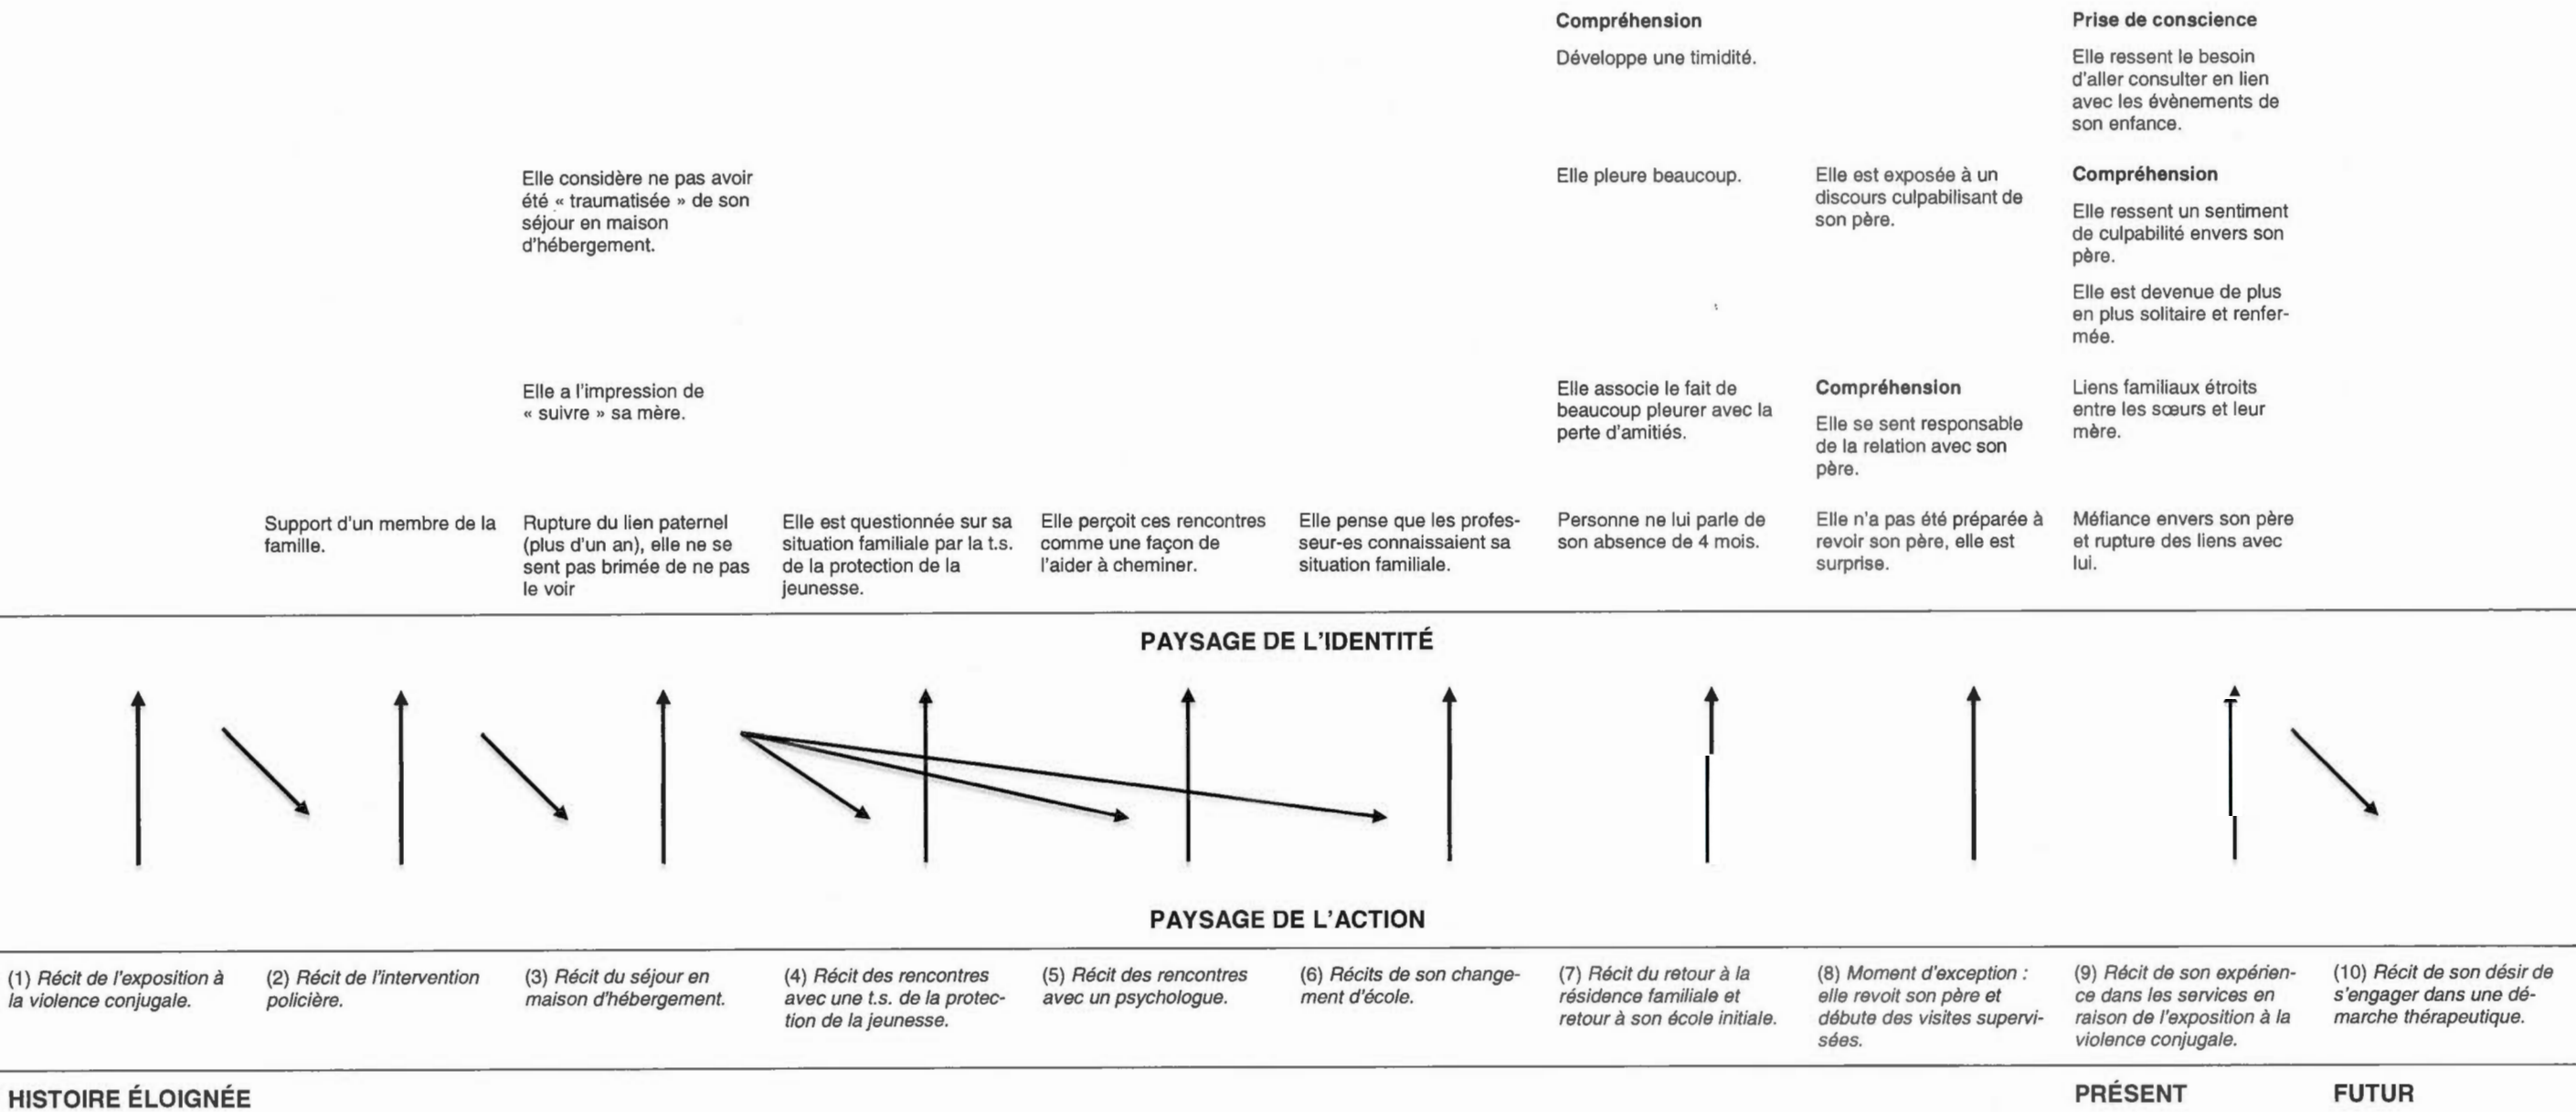 Compréhension
Développe une timidité.
Prise de conscience
Elle ressent le besoin
d'aller consulter en lien
avec les évènements de
son enfance.
Elle considère ne pas avoir
été « traumatisée » de son
séjour en maison
d'hébergement.
Elle pleure beaucoup.
Elle est exposée à un
discours culpabilisant de
son père.
Compréhension
Elle ressent un sentiment
de culpabilité envers son
père.
Elle est devenue de plus
en plus solitaire et renfer-
mée.
Elle a l'impression de
« suivre » sa mère.
Elle associe le fait de
beaucoup pleurer avec la
perte d'amitiés.
Compréhension
Elle se sent responsable
de la relation avec son
père.
Liens familiaux étroits
entre les sœurs et leur
mère.
Support d'un membre de la
famille.
Rupture du lien paternel
(plus d'un an), elle ne se
sent pas brimée de ne pas
le voir
Elle est questionnée sur sa
situation familiale par la t.s.
de la protection de la
jeunesse.
Elle perçoit ces rencontres
comme une façon de
l'aider à cheminer.
Elle pense que les profes-
seur-es connaissaient sa
situation familiale.
Personne ne lui parle de
son absence de 4 mois.
Elle n'a pas été préparée à
revoir son père, elle est
surprise.
Méfiance envers son père
et rupture des liens avec
lui.
PAYSAGE DE L'IDENTITÉ
PAYSAGE DE L'ACTION
(1) Récit de l'exposition à
la violence conjugale.
(2) Récit de l'intervention
policière.
(3) Récit du séjour en
maison d'hébergement.
(4) Récit des rencontres
avec une t.s. de la protec-
tion de la jeunesse.
(5) Récit des rencontres
avec un psychologue.
(6) Récits de son change-
ment d'école.
(7) Récit du retour à la
résidence familiale et
retour à son école initiale.
(8) Moment d'exception :
elle revoit son père et
débute des visites supervi-
sées.
(9) Récit de son expérien-
ce dans les services en
raison de l'exposition à la
violence conjugale.
(10) Récit de son désir de
s'engager dans une dé-
marche thérapeutique.
HISTOIRE ÉLOIGNÉE
PRÉSENT
FUTUR